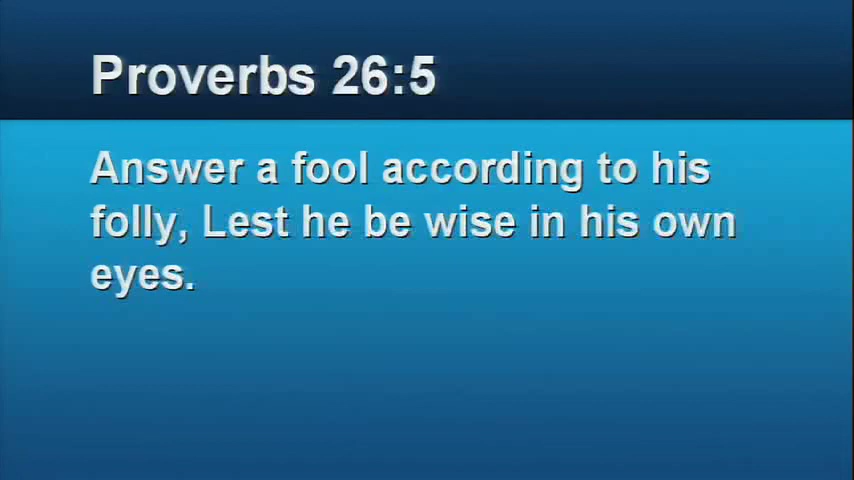 Proverbs 26:5
Answer a fool according to his
folly, Lest he be wise in his own
eyes.